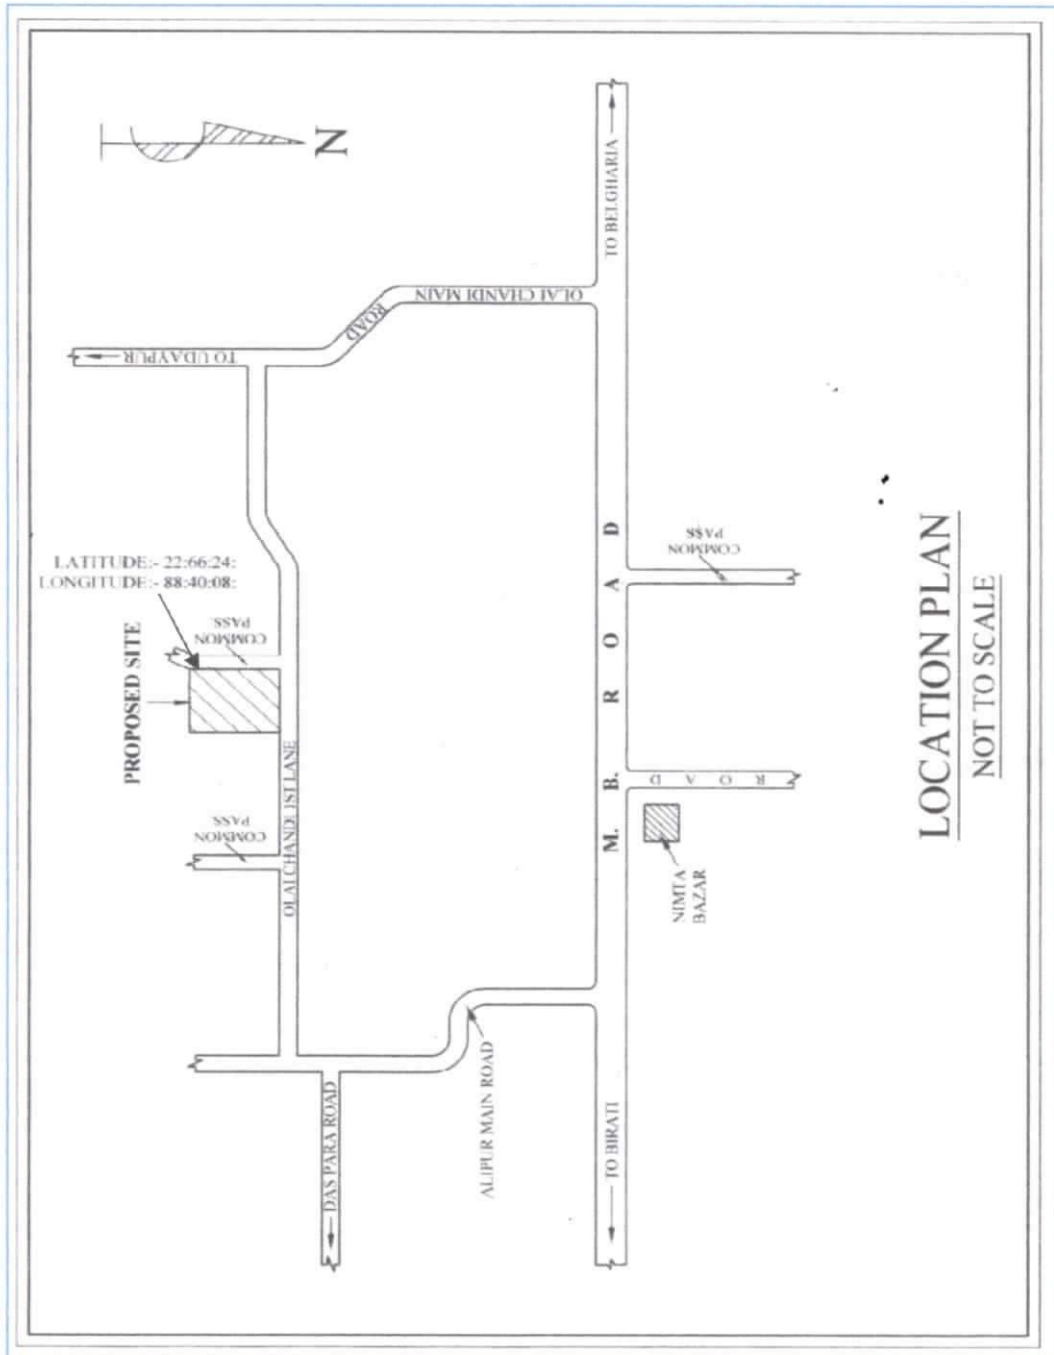 N
TO BELGHARIA
OLAI CHANDI MAIN
ROAD
TO UDAYPUR
LATITUDE:- 22:66:24:
LONGITUDE:- 88:40:08:
PROPOSED SITE
COMMON
PASS.
COMMON
PASS.
OLAI CHANDI 1ST LANE
M. B. ROAD
COMMON
PASS
ROAD
NIMTA
BAZAR
ALIPUR MAIN ROAD
DAS PARA ROAD
TO BIRATI
LOCATION PLAN
NOT TO SCALE